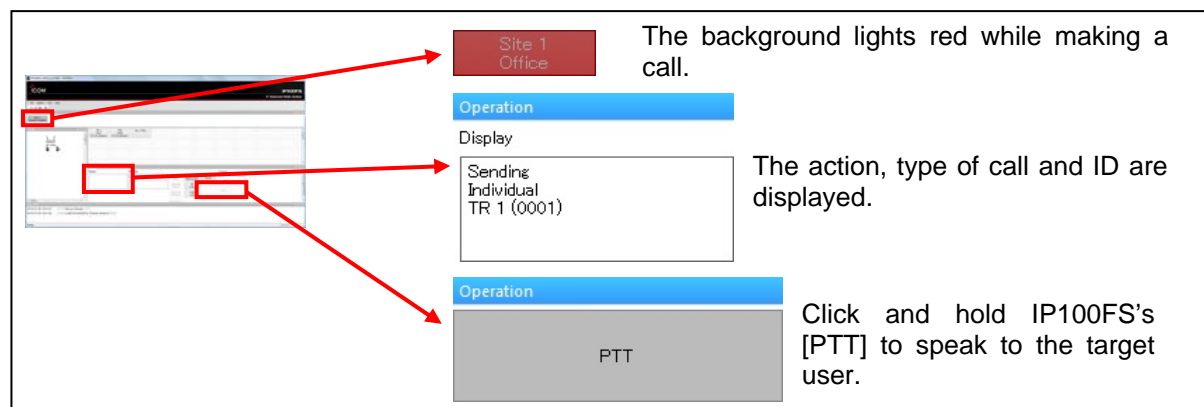 Site 1
Office
The background lights red while making a
call.
Operation
Display
Sending
Individual
TR 1 (0001)
The action, type of call and ID are
displayed.
Operation
PTT
Click and hold IP100FS's
[PTT] to speak to the target
user.